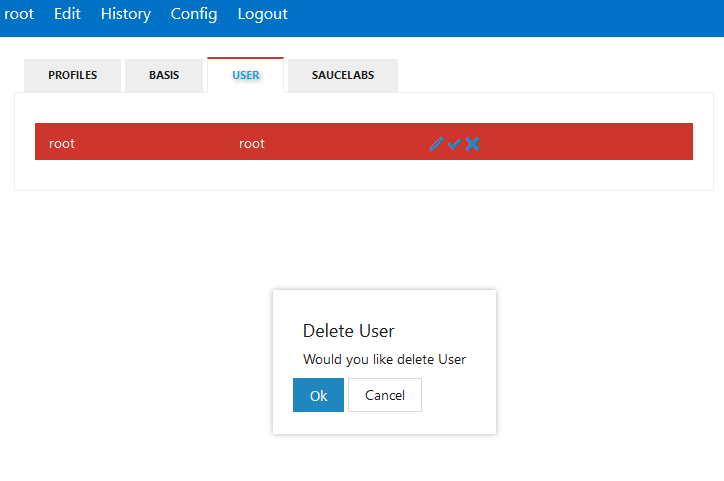 root Edit History Config Logout
PROFILES BASIS USER SAUCELABS
root root
Delete User
Would you like delete User
Ok Cancel